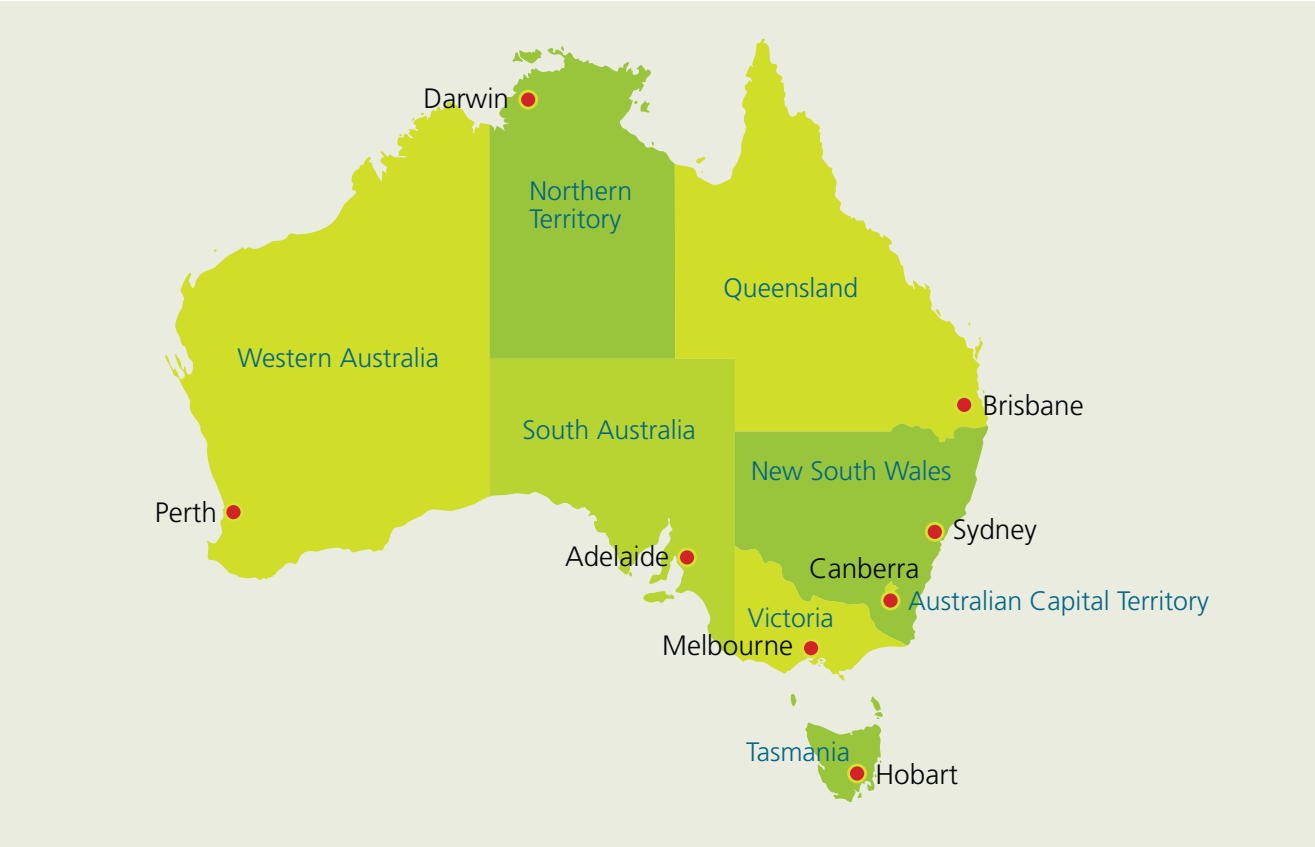 Darwin
Northern
Territory
Queensland
Western Australia
Brisbane
South Australia
New South Wales
Perth
Sydney
Adelaide
Canberra
Australian Capital Territory
Victoria
Melbourne
Tasmania
Hobart